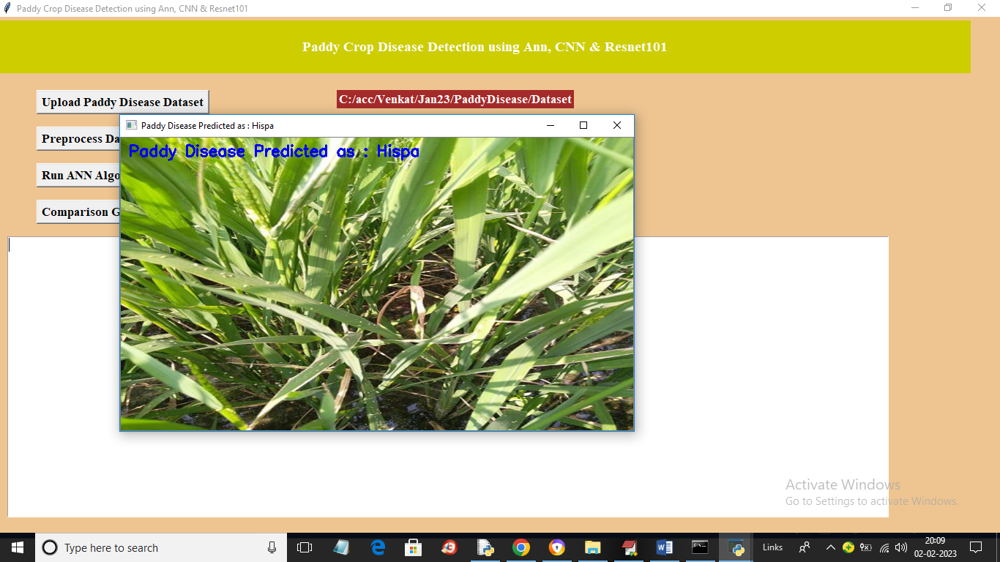 Paddy Crop Disease Detection using Ann, CNN & Resnet101
Paddy Crop Disease Detection using Ann, CNN & Resnet101
Upload Paddy Disease Dataset
C:/acc/Venkat/Jan23/PaddyDisease/Dataset
Paddy Disease Predicted as : Hispa
Preprocess Da
Paddy Disease Predicted as : Hispa
Run ANN Algo
Comparison G
Activate Windows
Go to Settings to activate Windows.
Type here to search
Links
20:09
02-02-2023